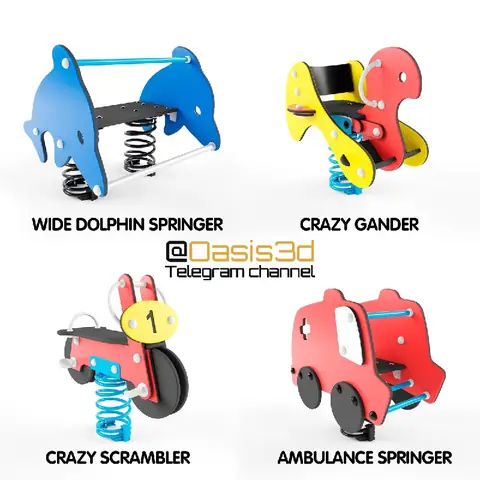 WIDE DOLPHIN SPRINGER
CRAZY GANDER
@Oasis3d
Telegram channel
1
CRAZY SCRAMBLER
AMBULANCE SPRINGER